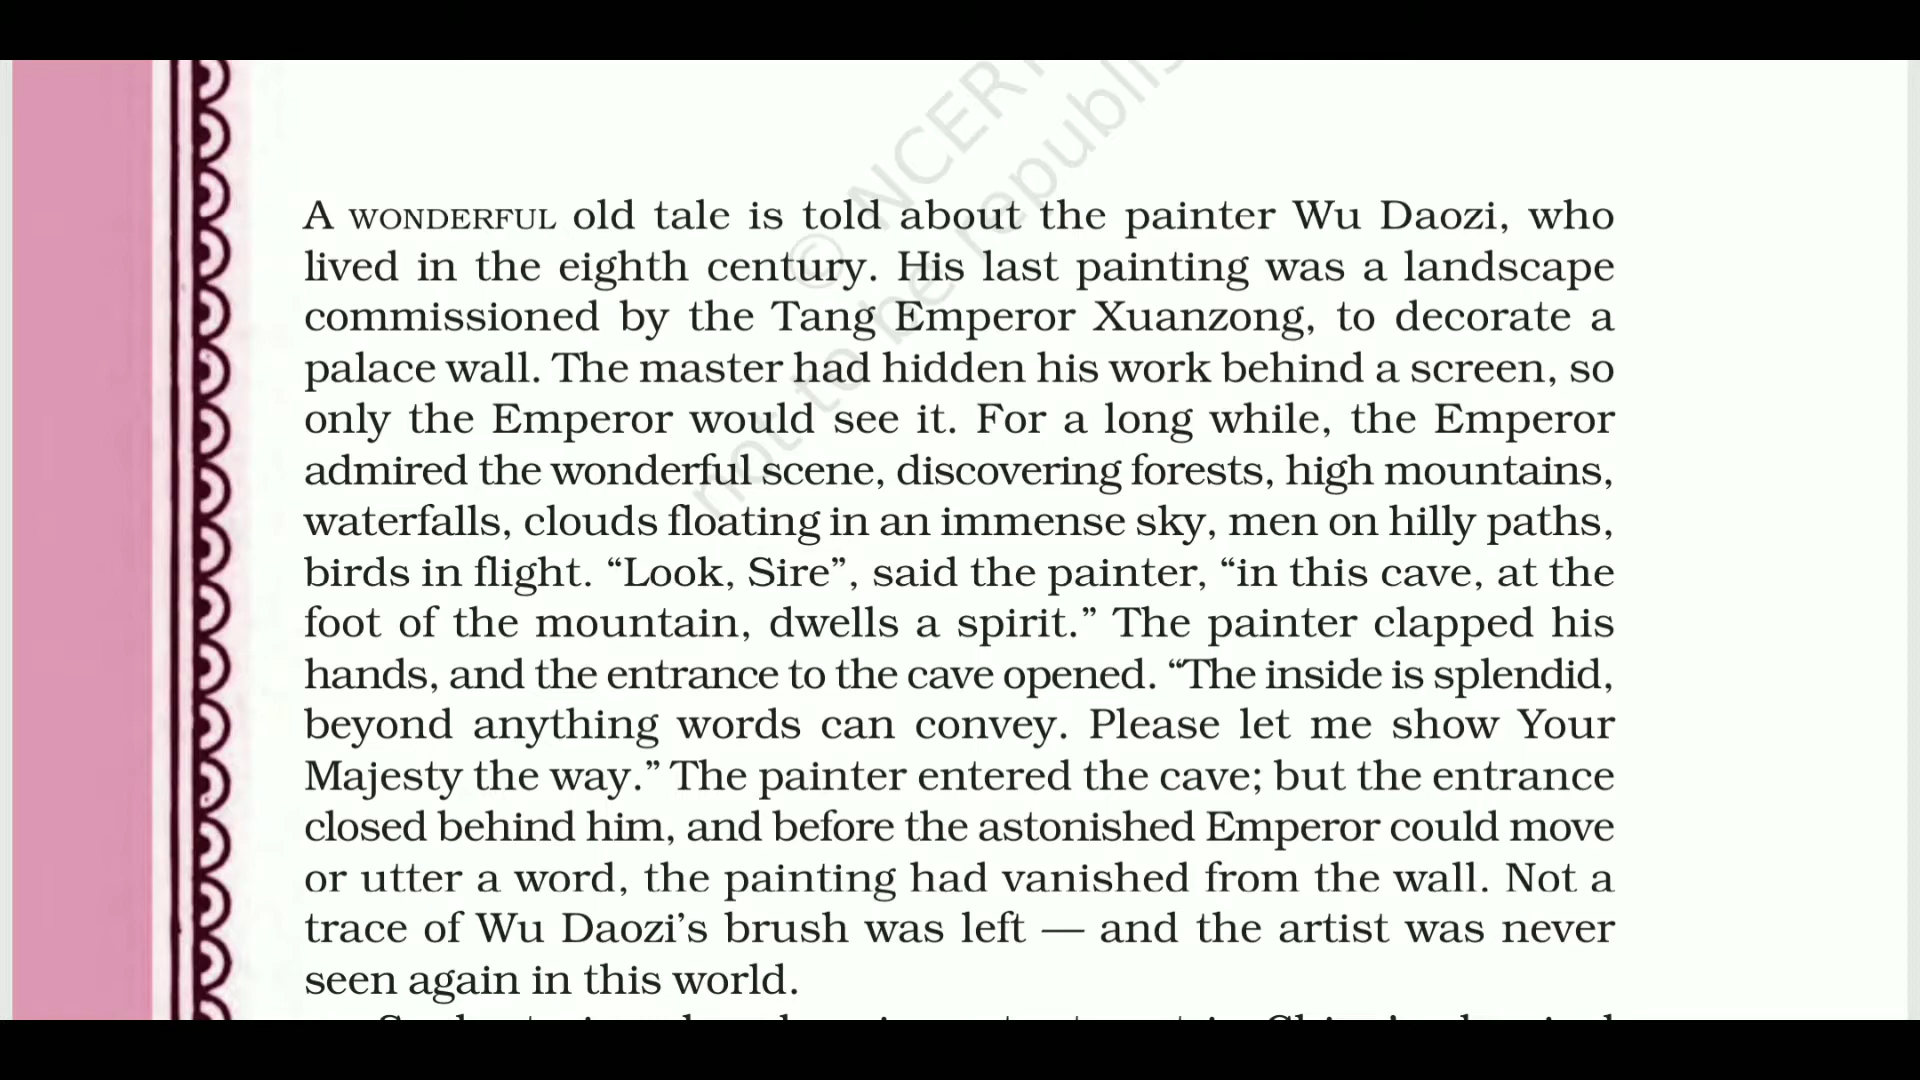 © NCERT
not to be republis
A WONDERFUL old tale is told about the painter Wu Daozi, who
lived in the eighth century. His last painting was a landscape
commissioned by the Tang Emperor Xuanzong, to decorate a
palace wall. The master had hidden his work behind a screen, so
only the Emperor would see it. For a long while, the Emperor
admired the wonderful scene, discovering forests, high mountains,
waterfalls, clouds floating in an immense sky, men on hilly paths,
birds in flight. “Look, Sire”, said the painter, “in this cave, at the
foot of the mountain, dwells a spirit.” The painter clapped his
hands, and the entrance to the cave opened. “The inside is splendid,
beyond anything words can convey. Please let me show Your
Majesty the way.” The painter entered the cave; but the entrance
closed behind him, and before the astonished Emperor could move
or utter a word, the painting had vanished from the wall. Not a
trace of Wu Daozi’s brush was left — and the artist was never
seen again in this world.